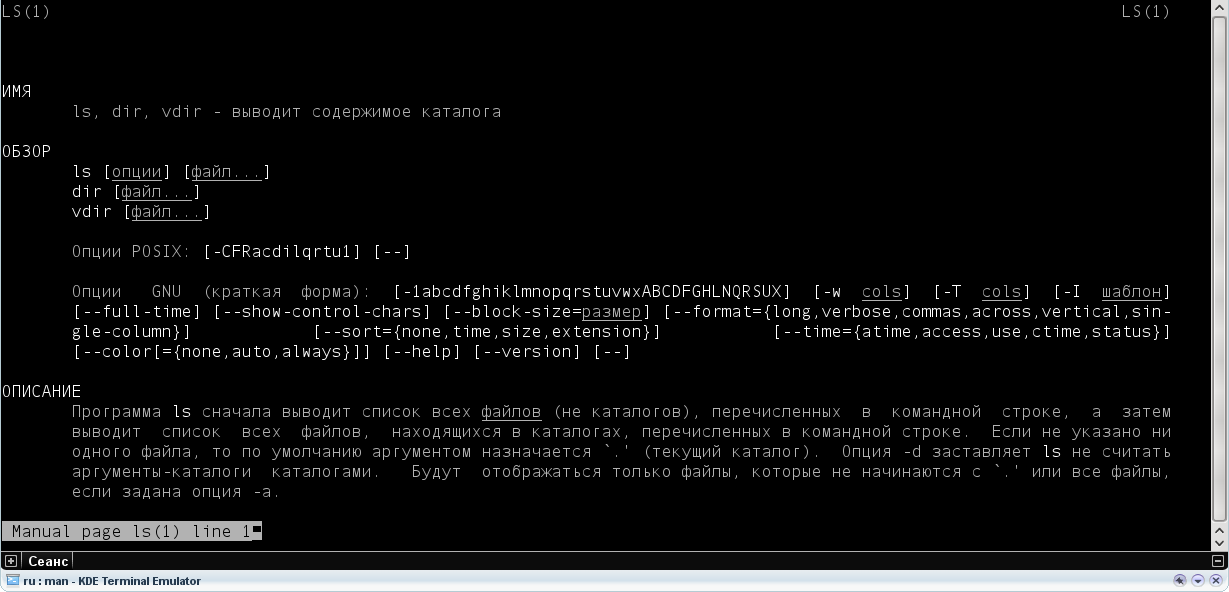 LS(1) LS(1)
ИМЯ
ls, dir, vdir - выводит содержимое каталога
ОБЗОР
ls [опции] [файл...]
dir [файл...]
vdir [файл...]
Опции POSIX: [-CFRacdilqrtu1] [--]
Опции GNU (краткая форма): [-1abcdfghiklmnopqrstuvwxABCDFGHLNQRSUX] [-w cols] [-T cols] [-I шаблон]
[--full-time] [--show-control-chars] [--block-size=размер] [--format={long,verbose,commas,across,vertical,sin-
gle-column}] [--sort={none,time,size,extension}] [--time={atime,access,use,ctime,status}]
[--color[={none,auto,always}]] [--help] [--version] [--]
ОПИСАНИЕ
Программа ls сначала выводит список всех файлов (не каталогов), перечисленных в командной строке, а затем
выводит список всех файлов, находящихся в каталогах, перечисленных в командной строке. Если не указано ни
одного файла, то по умолчанию аргументом назначается `.' (текущий каталог). Опция -d заставляет ls не считать
аргументы-каталоги каталогами. Будут отображаться только файлы, которые не начинаются с `.' или все файлы,
если задана опция -a.
Manual page ls(1) line 1
Сеанс
ru : man - KDE Terminal Emulator